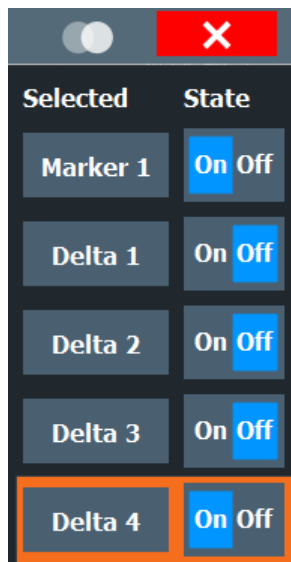 Selected State
Marker 1 On Off
Delta 1 On Off
Delta 2 On Off
Delta 3 On Off
Delta 4 On Off